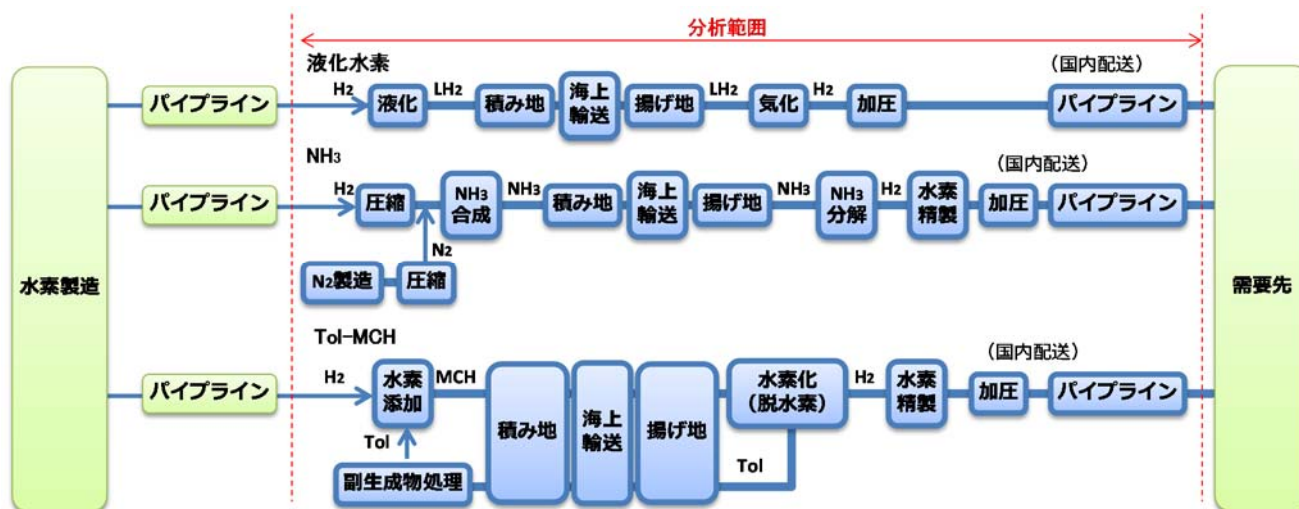 分析範囲
水素製造
液化水素
パイプライン
H2
液化
LH2
積み地
海上
輸送
揚げ地
LH2
気化
H2
加圧
（国内配送）
パイプライン
NH3
パイプライン
H2
圧縮
NH3
合成
NH3
積み地
海上
輸送
揚げ地
NH3
NH3
分解
H2
水素
精製
加圧
（国内配送）
パイプライン
N2
N2製造
圧縮
Tol-MCH
パイプライン
H2
水素
添加
MCH
積み地
海上
輸送
揚げ地
水素化
（脱水素）
H2
水素
精製
加圧
（国内配送）
パイプライン
Tol
副生成物処理
Tol
需要先